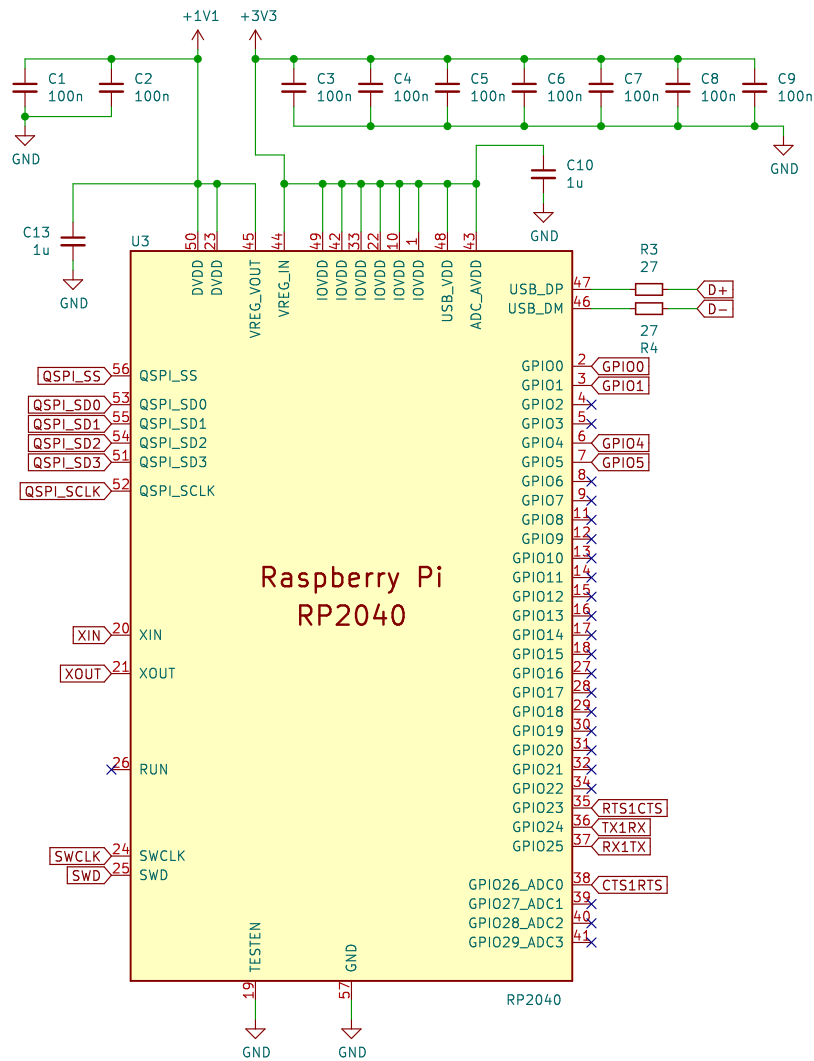 +1V1 +3V3
C1 100n
C2 100n
C3 100n
C4 100n
C5 100n
C6 100n
C7 100n
C8 100n
C9 100n
GND
GND
C10 1u
GND
C13 1u
GND
U3
50 DVDD
23 DVDD
45 VREG_VOUT
44 VREG_IN
49 IOVDD
42 IOVDD
33 IOVDD
22 IOVDD
10 IOVDD
1 IOVDD
48 USB_VDD
43 ADC_AVDD
R3
27
USB_DP 47 D+
USB_DM 46 D-
27
R4
QSPI_SS 56 QSPI_SS
QSPI_SD0 53 QSPI_SD0
QSPI_SD1 55 QSPI_SD1
QSPI_SD2 54 QSPI_SD2
QSPI_SD3 51 QSPI_SD3
QSPI_SCLK 52 QSPI_SCLK
XIN 20 XIN
XOUT 21 XOUT
26 RUN
SWCLK 24 SWCLK
SWD 25 SWD
Raspberry Pi
RP2040
GPIO0 2 GPIO0
GPIO1 3 GPIO1
GPIO2 4
GPIO3 5
GPIO4 6 GPIO4
GPIO5 7 GPIO5
GPIO6 8
GPIO7 9
GPIO8 11
GPIO9 12
GPIO10 13
GPIO11 14
GPIO12 15
GPIO13 16
GPIO14 17
GPIO15 18
GPIO16 27
GPIO17 28
GPIO18 29
GPIO19 30
GPIO20 31
GPIO21 32
GPIO22 34
GPIO23 35 RTS1CTS
GPIO24 36 TX1RX
GPIO25 37 RX1TX
GPIO26_ADC0 38 CTS1RTS
GPIO27_ADC1 39
GPIO28_ADC2 40
GPIO29_ADC3 41
TESTEN 19
GND 57
RP2040
GND
GND